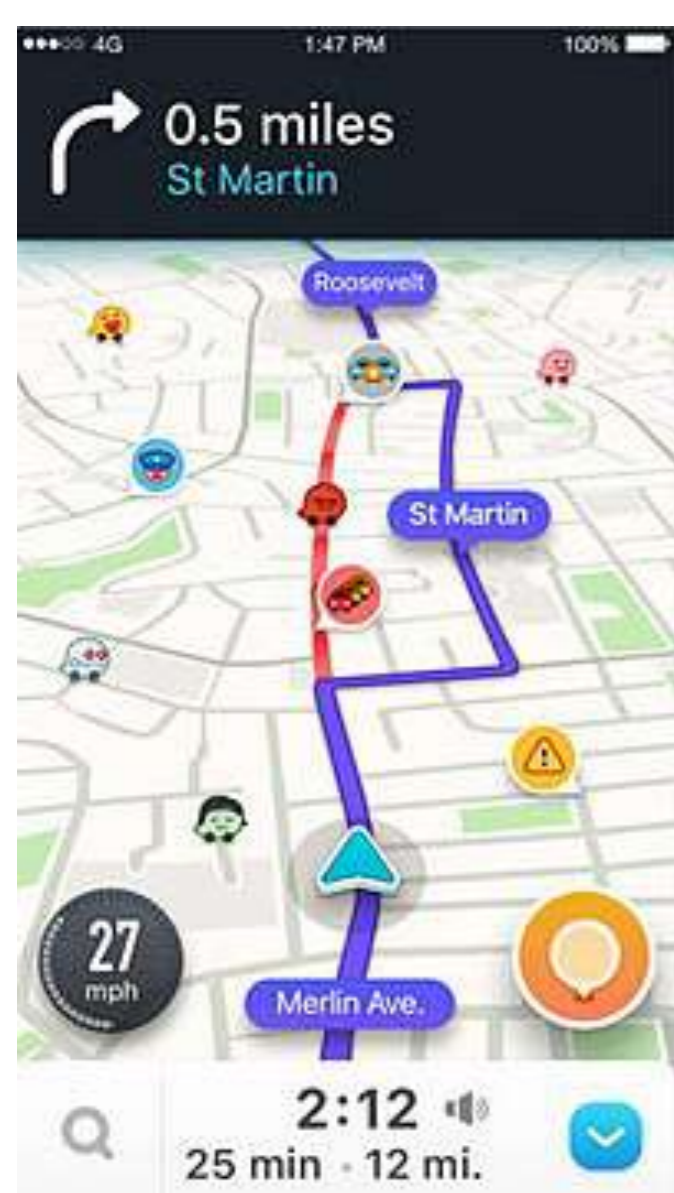 4G 1:47 PM 100%
0.5 miles
St Martin
Roosevelt
St Martin
27
mph
Merlin Ave.
2:12
25 min · 12 mi.